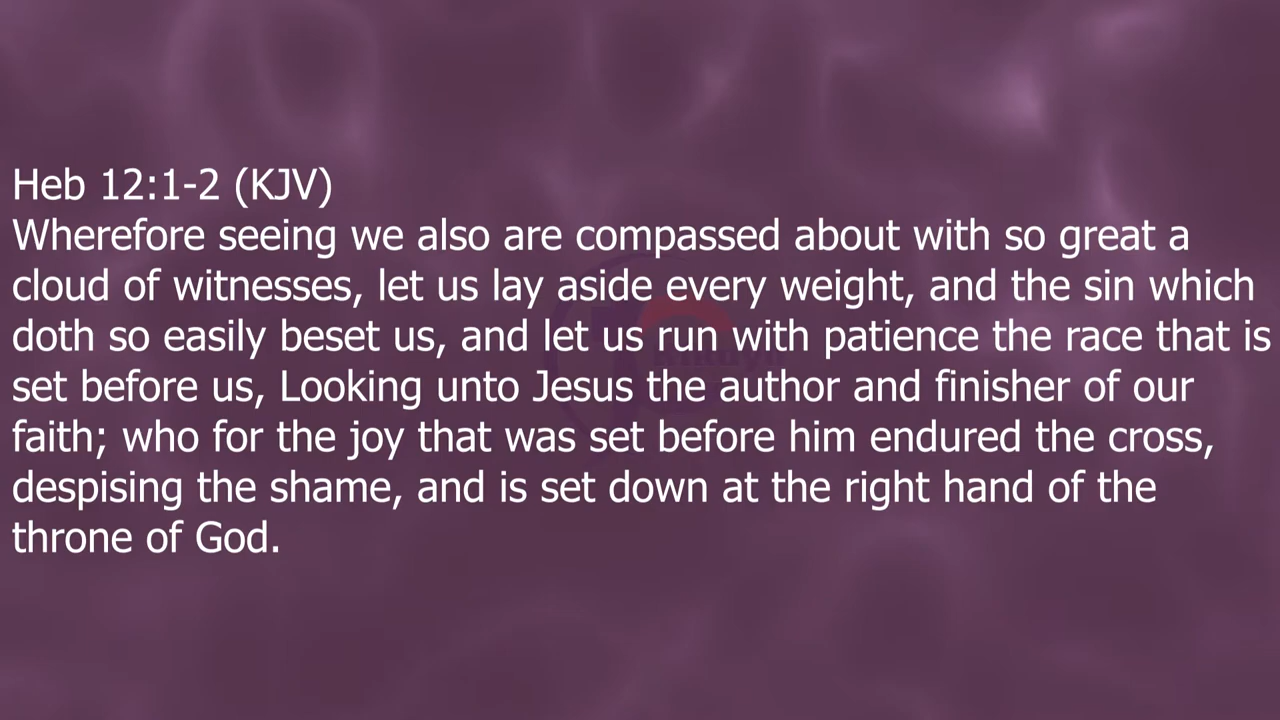 Heb 12:1-2 (KJV)
Wherefore seeing we also are compassed about with so great a
cloud of witnesses, let us lay aside every weight, and the sin which
doth so easily beset us, and let us run with patience the race that is
set before us, Looking unto Jesus the author and finisher of our
faith; who for the joy that was set before him endured the cross,
despising the shame, and is set down at the right hand of the
throne of God.